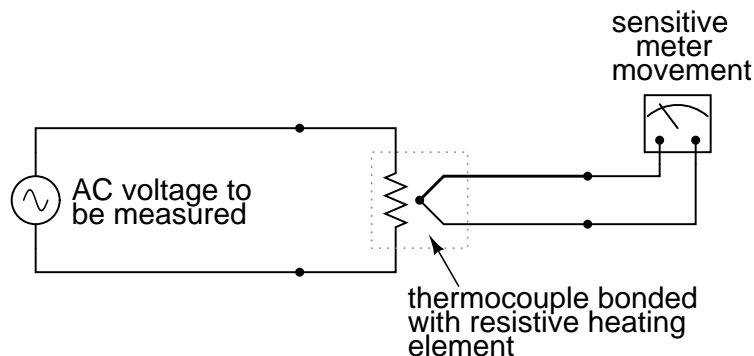 sensitive
meter
movement
AC voltage to
be measured
thermocouple bonded
with resistive heating
element